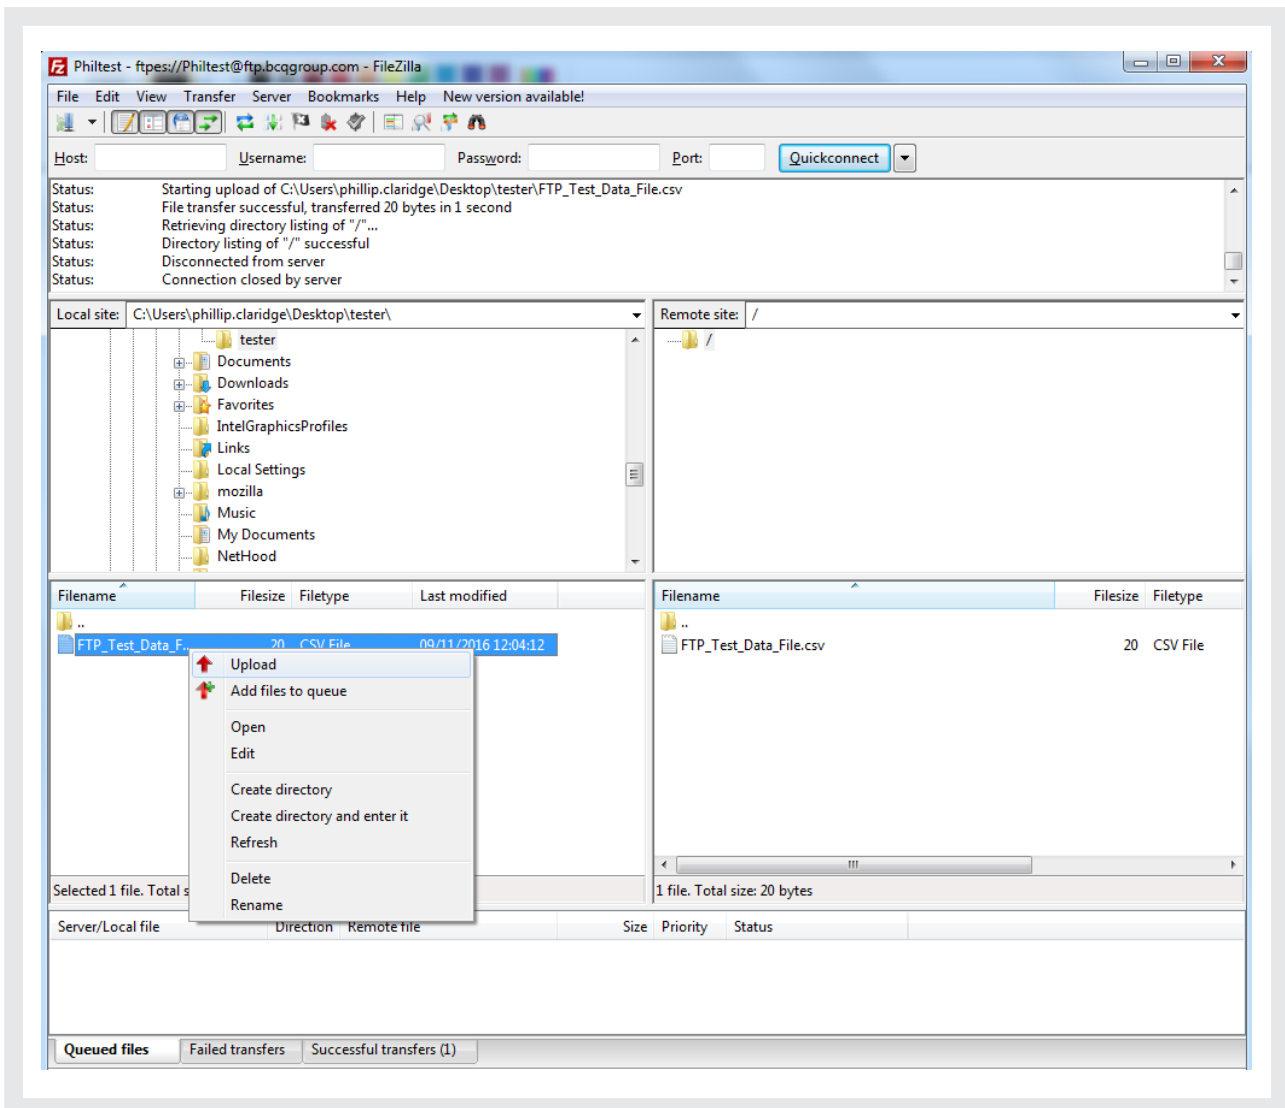 Philtest - ftpes://Philtest@ftp.bcqgroup.com - FileZilla
File Edit View Transfer Server Bookmarks Help New version available!
Host: Username: Password: Port: Quickconnect
Status: Starting upload of C:\Users\phillip.claridge\Desktop\tester\FTP_Test_Data_File.csv
Status: File transfer successful, transferred 20 bytes in 1 second
Status: Retrieving directory listing of "/"...
Status: Directory listing of "/" successful
Status: Disconnected from server
Status: Connection closed by server
Local site: C:\Users\phillip.claridge\Desktop\tester\
tester
Documents
Downloads
Favorites
IntelGraphicsProfiles
Links
Local Settings
mozilla
Music
My Documents
NetHood
Remote site: /
/
Filename Filesize Filetype Last modified
..
FTP_Test_Data_F... 20 CSV File 09/11/2016 12:04:12
Upload
Add files to queue
Open
Edit
Create directory
Create directory and enter it
Refresh
Delete
Rename
Selected 1 file. Total s
Filename Filesize Filetype
..
FTP_Test_Data_File.csv 20 CSV File
1 file. Total size: 20 bytes
Server/Local file Direction Remote file Size Priority Status
Queued files Failed transfers Successful transfers (1)